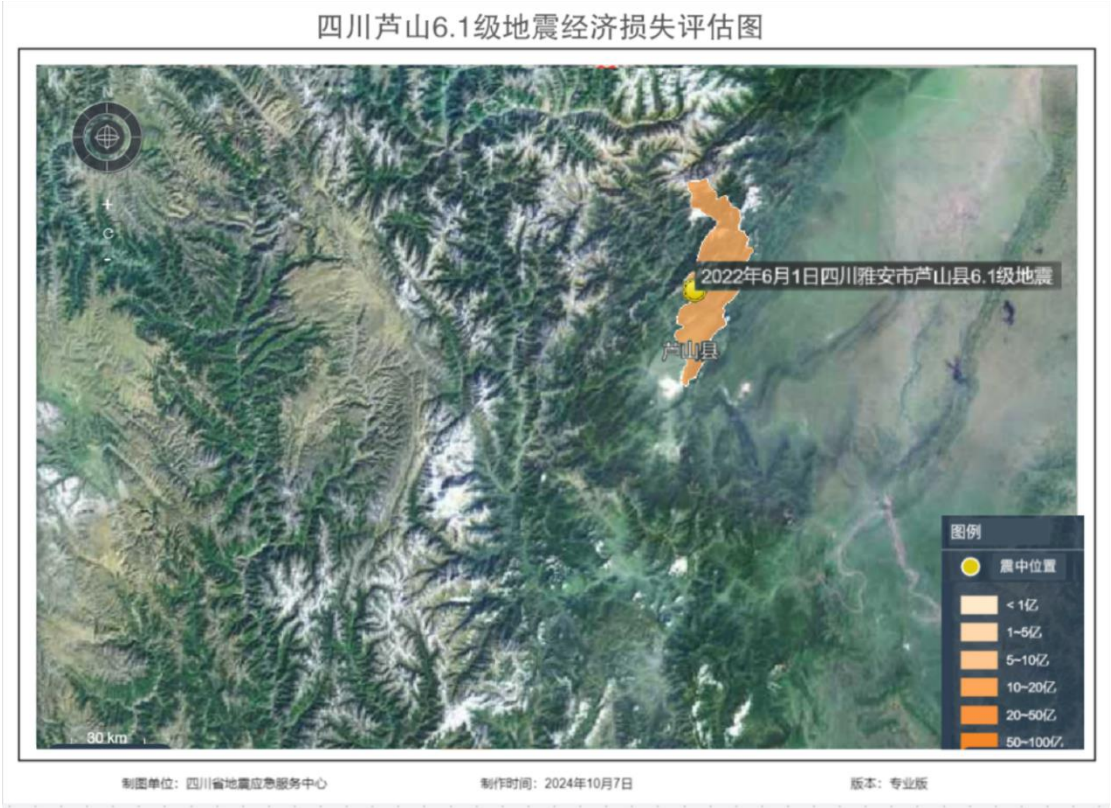 四川芦山6.1级地震经济损失评估图
2022年6月1日四川雅安市芦山县6.1级地震
芦山县
图例
震中位置
< 1亿
1~5亿
5~10亿
10~20亿
20~50亿
50~100亿
30 km
制图单位：四川省地震应急服务中心
制作时间：2024年10月7日
版本：专业版